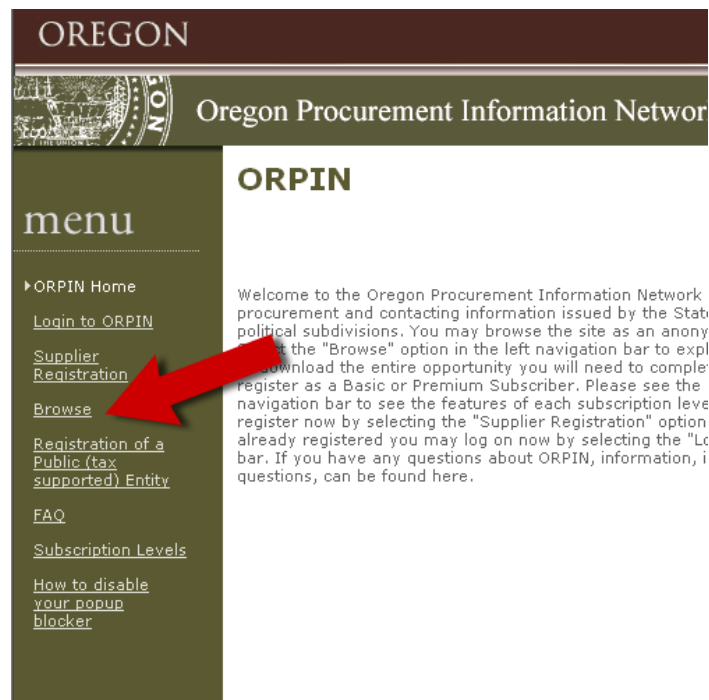 OREGON
THE UNION
Oregon Procurement Information Networ
ORPIN
menu
ORPIN Home
Login to ORPIN
Supplier
Registration
Browse
Registration of a
Public (tax
supported) Entity
FAQ
Subscription Levels
How to disable
your popup
blocker
Welcome to the Oregon Procurement Information Network
procurement and contacting information issued by the State
political subdivisions. You may browse the site as an anony
the "Browse" option in the left navigation bar to expl
download the entire opportunity you will need to complet
register as a Basic or Premium Subscriber. Please see the
navigation bar to see the features of each subscription leve
register now by selecting the "Supplier Registration" option
already registered you may log on now by selecting the "Lo
bar. If you have any questions about ORPIN, information, i
questions, can be found here.